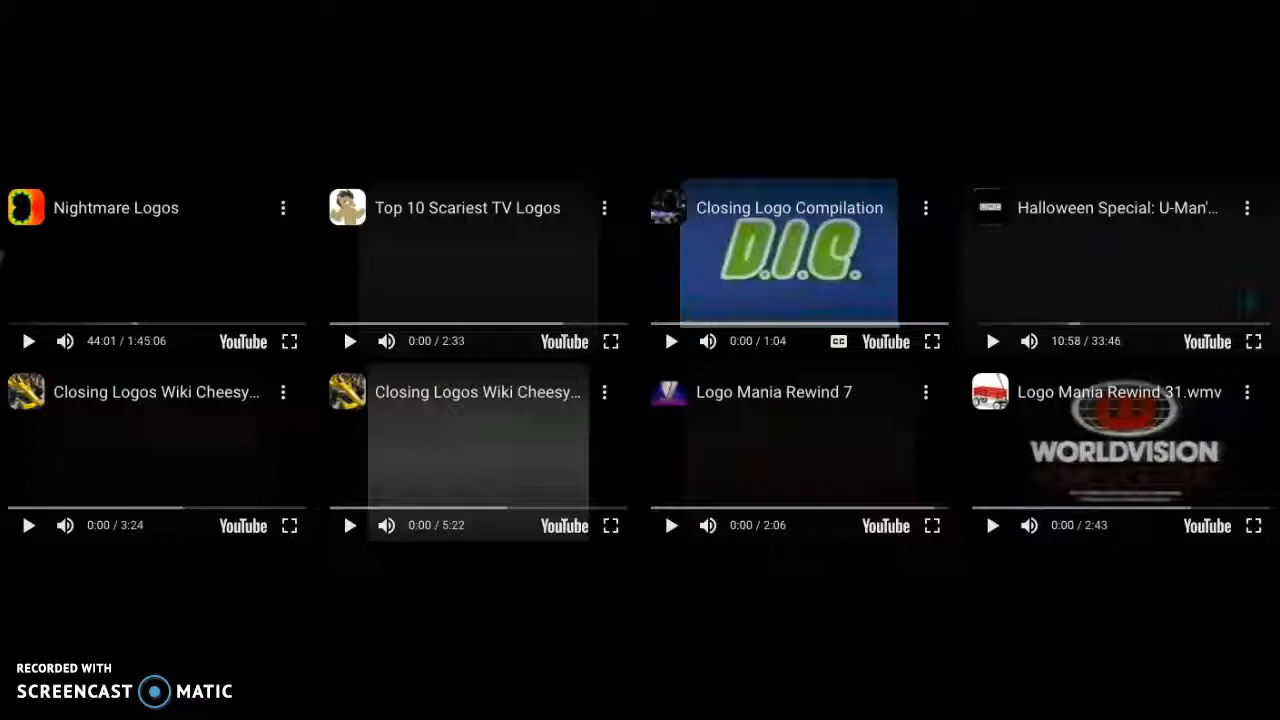 Nightmare Logos
44:01 / 1:45:06
YouTube
Top 10 Scariest TV Logos
0:00 / 2:33
YouTube
Closing Logo Compilation
D.I.C.
0:00 / 1:04
CC
YouTube
Halloween Special: U-Man'...
10:58 / 33:46
YouTube
Closing Logos Wiki Cheesy...
0:00 / 3:24
YouTube
Closing Logos Wiki Cheesy...
0:00 / 5:22
YouTube
Logo Mania Rewind 7
0:00 / 2:06
YouTube
Logo Mania Rewind 31.wmv
WORLDVISION
0:00 / 2:43
YouTube
RECORDED WITH
SCREENCAST MATIC